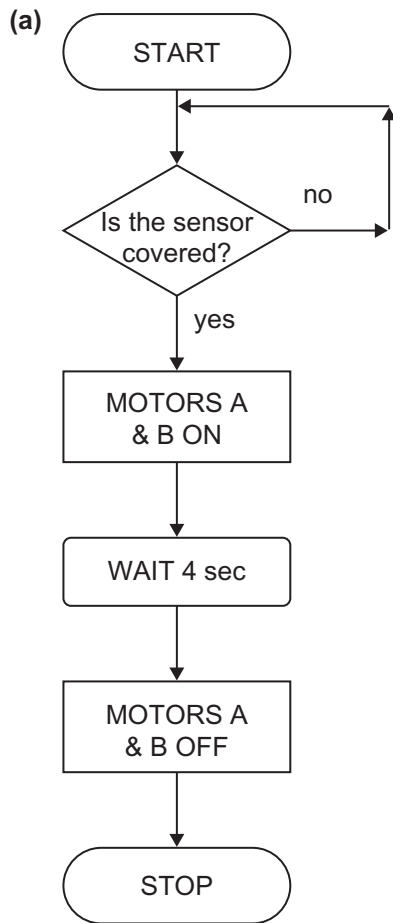 (a)
START
no
Is the sensor
covered?
yes
MOTORS A
& B ON
WAIT 4 sec
MOTORS A
& B OFF
STOP